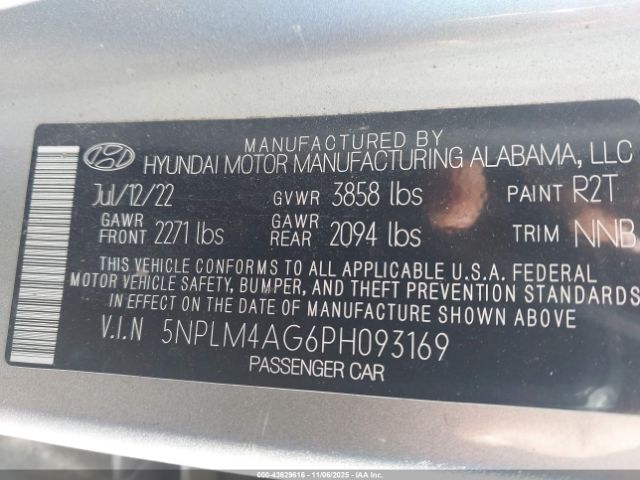 MANUFACTURED BY
HYUNDAI MOTOR MANUFACTURING ALABAMA, LLC
Jul/12/22 GVWR 3858 lbs PAINT R2T
GAWR FRONT 2271 lbs GAWR REAR 2094 lbs TRIM NNB
THIS VEHICLE CONFORMS TO ALL APPLICABLE U.S.A. FEDERAL
MOTOR VEHICLE SAFETY, BUMPER, AND THEFT PREVENTION STANDARDS
IN EFFECT ON THE DATE OF MANUFACTURE SHOWN ABOVE
V.I.N 5NPLM4AG6PH093169
PASSENGER CAR
000-43629616 - 11/06/2025 - IAAI.COM